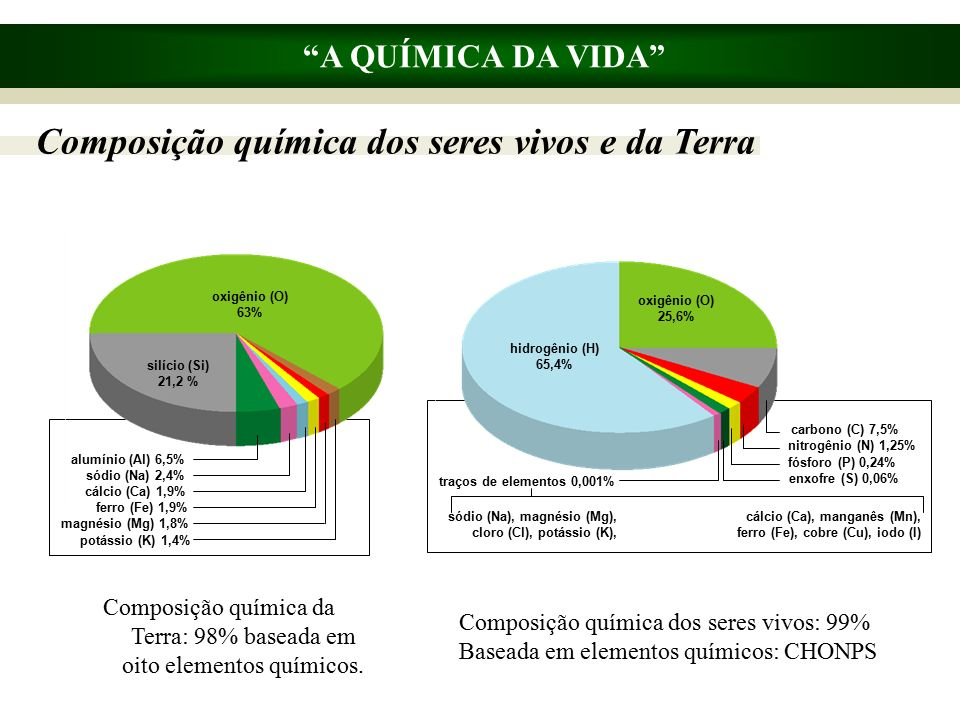 “A QUÍMICA DA VIDA”
Composição química dos seres vivos e da Terra
oxigênio (O)
63%
silício (Si)
21,2 %
alumínio (Al) 6,5%
sódio (Na) 2,4%
cálcio (Ca) 1,9%
ferro (Fe) 1,9%
magnésio (Mg) 1,8%
potássio (K) 1,4%
Composição química da
Terra: 98% baseada em
oito elementos químicos.
oxigênio (O)
25,6%
hidrogênio (H)
65,4%
carbono (C) 7,5%
nitrogênio (N) 1,25%
fósforo (P) 0,24%
enxofre (S) 0,06%
traços de elementos 0,001%
sódio (Na), magnésio (Mg),
cloro (Cl), potássio (K),
cálcio (Ca), manganês (Mn),
ferro (Fe), cobre (Cu), iodo (I)
Composição química dos seres vivos: 99%
Baseada em elementos químicos: CHONPS